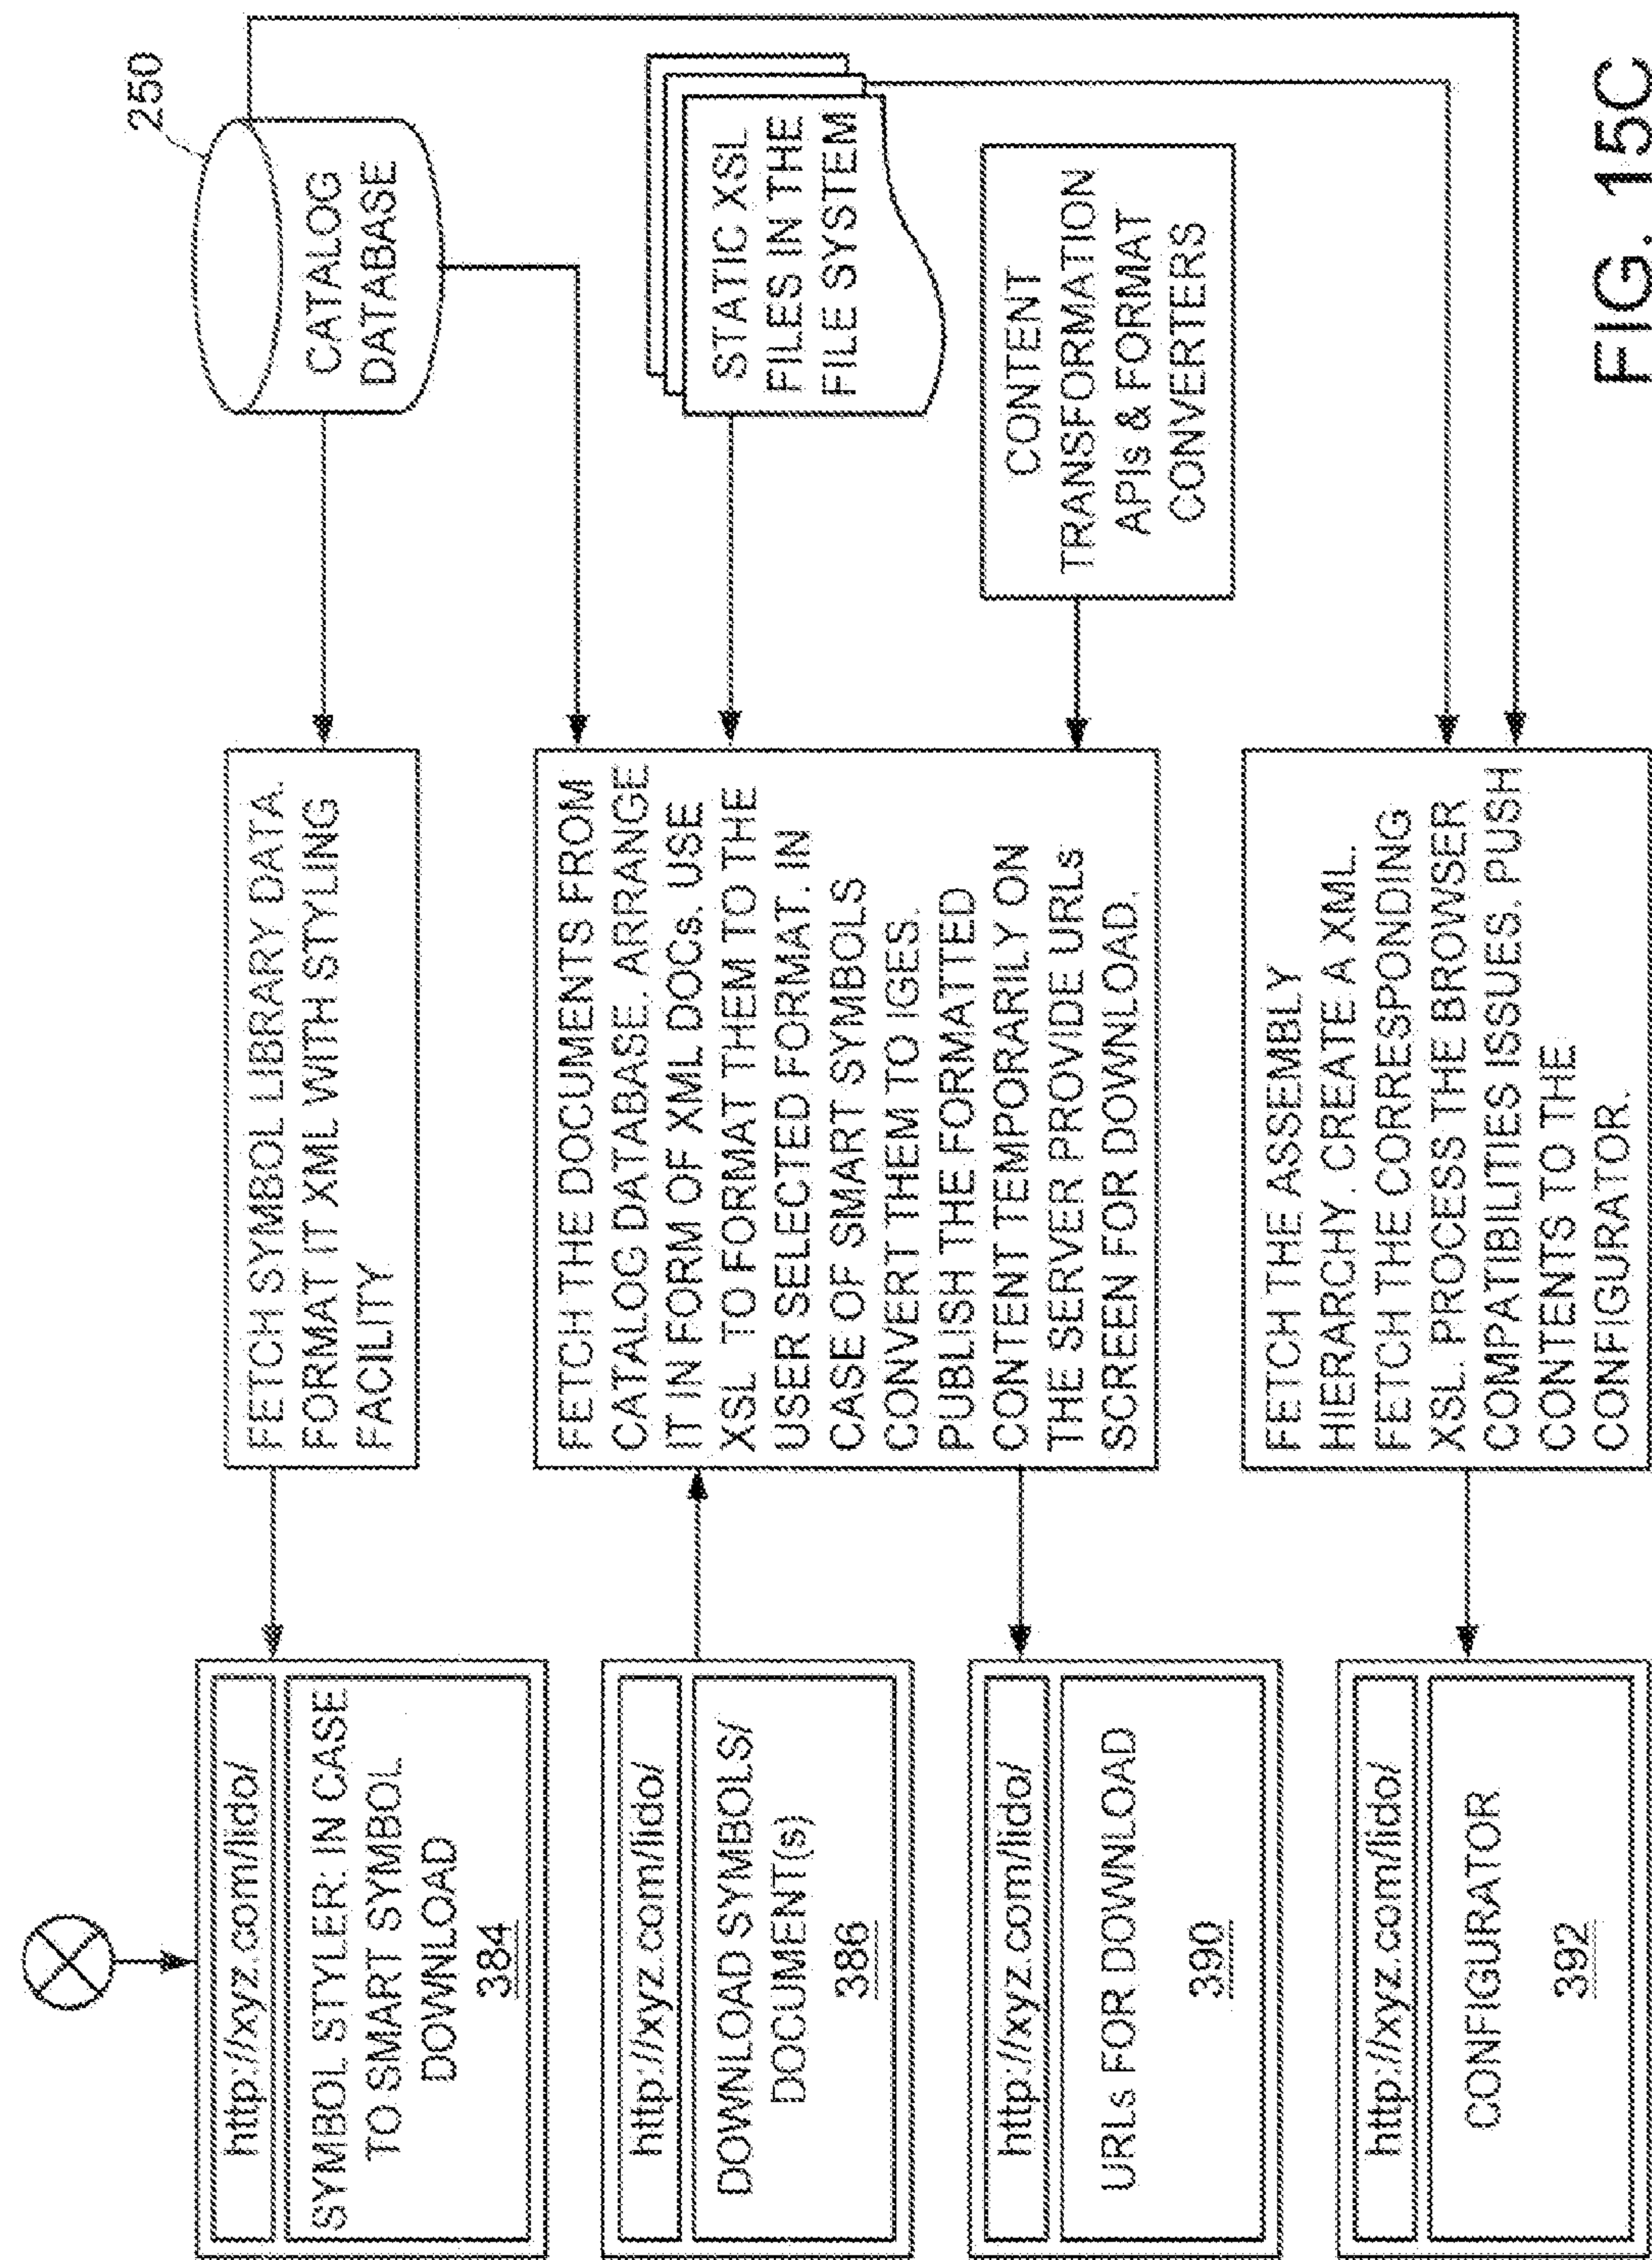 http://xyz.com/lido/
SYMBOL STYLER: IN CASE
TO SMART SYMBOL
DOWNLOAD
384
http://xyz.com/lido/
DOWNLOAD SYMBOLS/
DOCUMENT(s)
386
http://xyz.com/lido/
URLs FOR DOWNLOAD
390
http://xyz.com/lido/
CONFIGURATOR
392
FETCH SYMBOL LIBRARY DATA.
FORMAT IT XML WITH STYLING
FACILITY
FETCH THE DOCUMENTS FROM
CATALOG DATABASE. ARRANGE
IT IN FORM OF XML DOCs. USE
XSL TO FORMAT THEM TO THE
USER SELECTED FORMAT. IN
CASE OF SMART SYMBOLS
CONVERT THEM TO IGES.
PUBLISH THE FORMATTED
CONTENT TEMPORARILY ON
THE SERVER PROVIDE URLs
SCREEN FOR DOWNLOAD.
FETCH THE ASSEMBLY
HIERARCHY. CREATE A XML.
FETCH THE CORRESPONDING
XSL. PROCESS THE BROWSER
COMPATIBILITIES ISSUES. PUSH
CONTENTS TO THE
CONFIGURATOR.
250
CATALOG
DATABASE
STATIC XSL
FILES IN THE
FILE SYSTEM
CONTENT
TRANSFORMATION
APIs & FORMAT
CONVERTERS
FIG. 15C